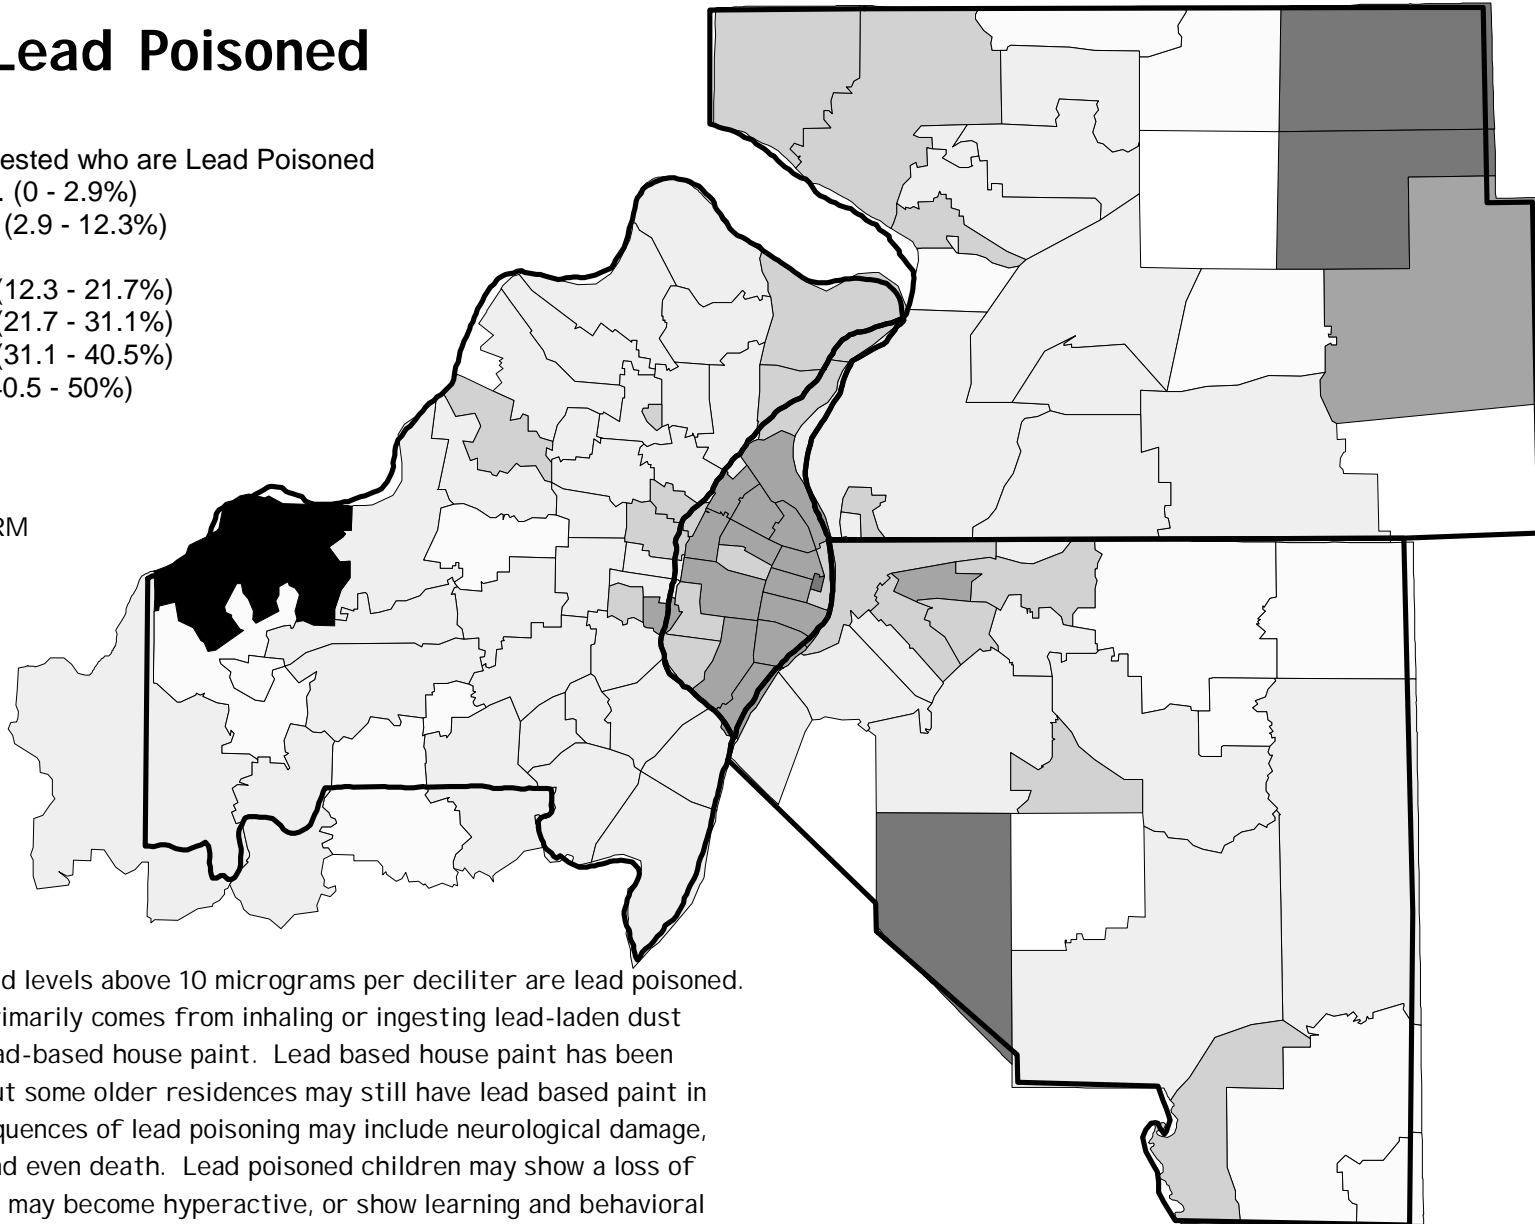 Lead Poisoned
ested who are Lead Poisoned
. (0 - 2.9%)
(2.9 - 12.3%)
(12.3 - 21.7%)
(21.7 - 31.1%)
(31.1 - 40.5%)
0.5 - 50%)
RM
d levels above 10 micrograms per deciliter are lead poisoned.
rimarily comes from inhaling or ingesting lead-laden dust
ad-based house paint. Lead based house paint has been
ut some older residences may still have lead based paint in
quences of lead poisoning may include neurological damage,
nd even death. Lead poisoned children may show a loss of
may become hyperactive, or show learning and behavioral